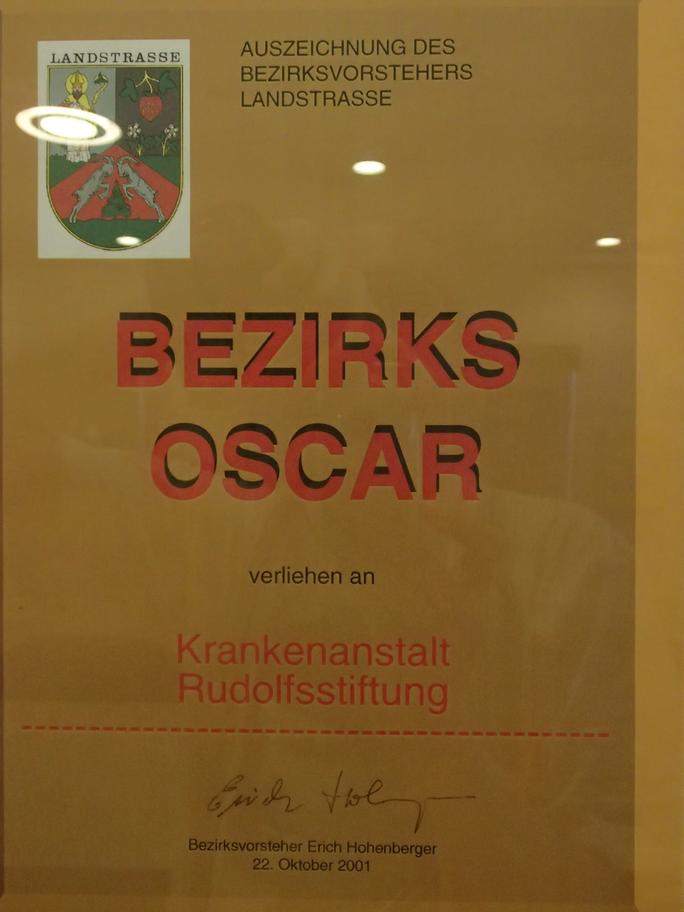 LANDSTRASSE
AUSZEICHNUNG DES
BEZIRKSVORSTEHERS
LANDSTRASSE
BEZIRKS
OSCAR
verliehen an
Krankenanstalt
Rudolfsstiftung
Bezirksvorsteher Erich Hohenberger
22. Oktober 2001